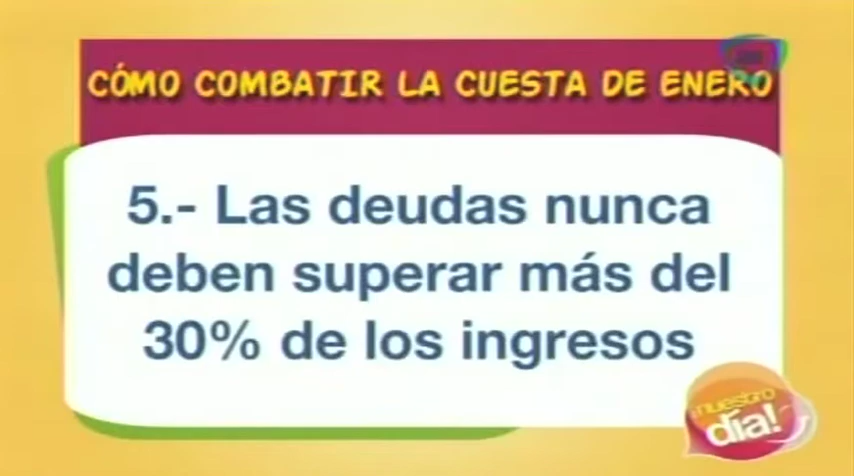 CÓMO COMBATIR LA CUESTA DE ENERO
5.- Las deudas nunca
deben superar más del
30% de los ingresos
¡nuestro
día!